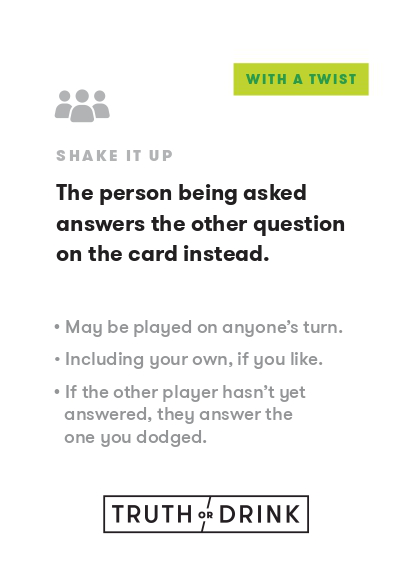 WITH A TWIST
SHAKE IT UP
The person being asked
answers the other question
on the card instead.
• May be played on anyone’s turn.
• Including your own, if you like.
• If the other player hasn’t yet
answered, they answer the
one you dodged.
TRUTH OR DRINK